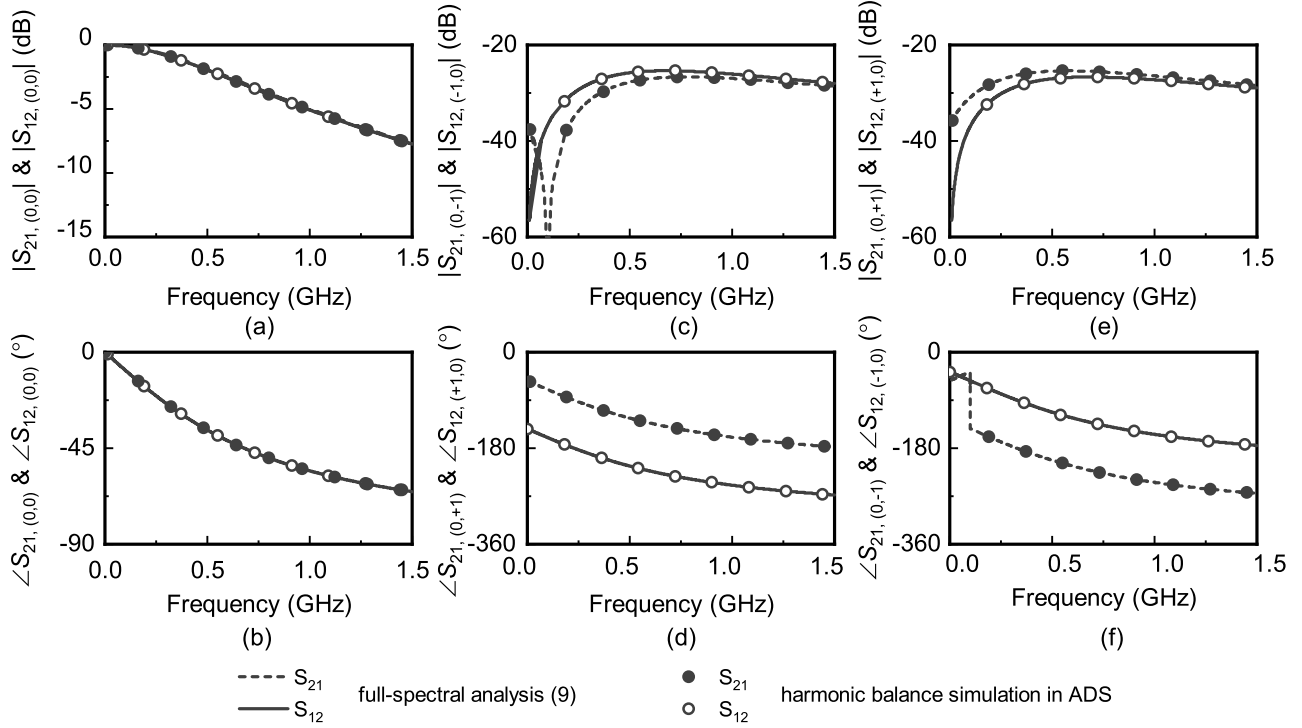 |S21, (0,0)| & |S12, (0,0)| (dB)
0
-5
-10
-15
0.0 0.5 1.0 1.5
Frequency (GHz)
(a)
|S21, (0,-1)| & |S12, (-1,0)| (dB)
-20
-40
-60
0.0 0.5 1.0 1.5
Frequency (GHz)
(c)
|S21, (0,+1)| & |S12, (+1,0)| (dB)
-20
-40
-60
0.0 0.5 1.0 1.5
Frequency (GHz)
(e)
∠S21, (0,0) & ∠S12, (0,0) (°)
0
-45
-90
0.0 0.5 1.0 1.5
Frequency (GHz)
(b)
∠S21, (0,+1) & ∠S12, (+1,0) (°)
0
-180
-360
0.0 0.5 1.0 1.5
Frequency (GHz)
(d)
∠S21, (0,-1) & ∠S12, (-1,0) (°)
0
-180
-360
0.0 0.5 1.0 1.5
Frequency (GHz)
(f)
S21
S12
full-spectral analysis (9)
S21
S12
harmonic balance simulation in ADS